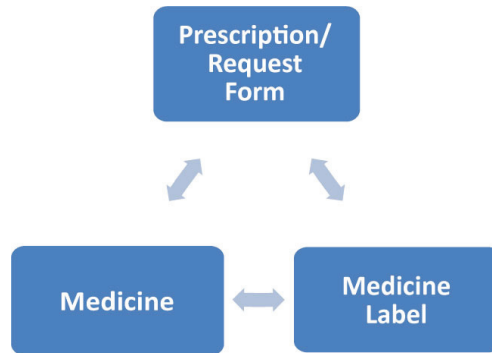 Prescription/
Request
Form
Medicine
Medicine
Label